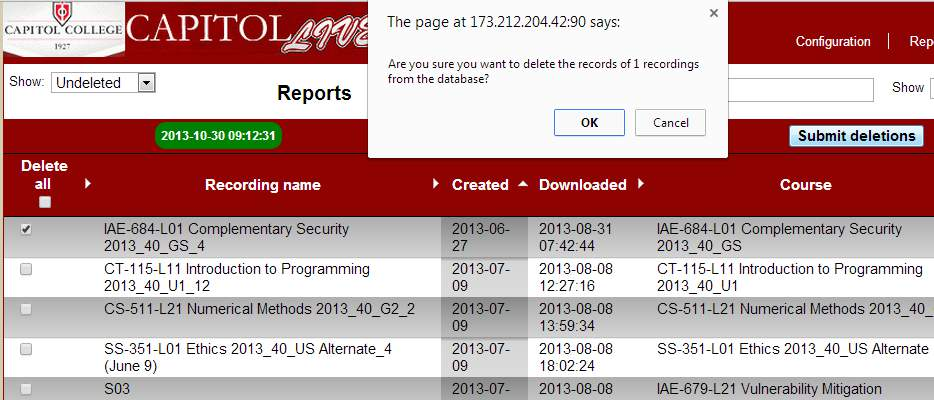 CAPITOL COLLEGE
1927
CAPITOL LIVE
The page at 173.212.204.42:90 says:
Are you sure you want to delete the records of 1 recordings
from the database?
OK Cancel
Configuration
Show: Undeleted
Reports
Show
2013-10-30 09:12:31
Submit deletions
Delete
all
Recording name Created Downloaded Course
IAE-684-L01 Complementary Security
2013_40_GS_4
2013-06-
27
2013-08-31
07:42:44
IAE-684-L01 Complementary Security
2013_40_GS
CT-115-L11 Introduction to Programming
2013_40_U1_12
2013-07-
09
2013-08-08
12:27:16
CT-115-L11 Introduction to Programming
2013_40_U1
CS-511-L21 Numerical Methods 2013_40_G2_2
2013-07-
09
2013-08-08
13:59:34
CS-511-L21 Numerical Methods 2013_40_
SS-351-L01 Ethics 2013_40_US Alternate_4
(June 9)
2013-07-
09
2013-08-08
18:02:24
SS-351-L01 Ethics 2013_40_US Alternate
S03
2013-07-
2013-08-08
IAE-679-L21 Vulnerability Mitigation